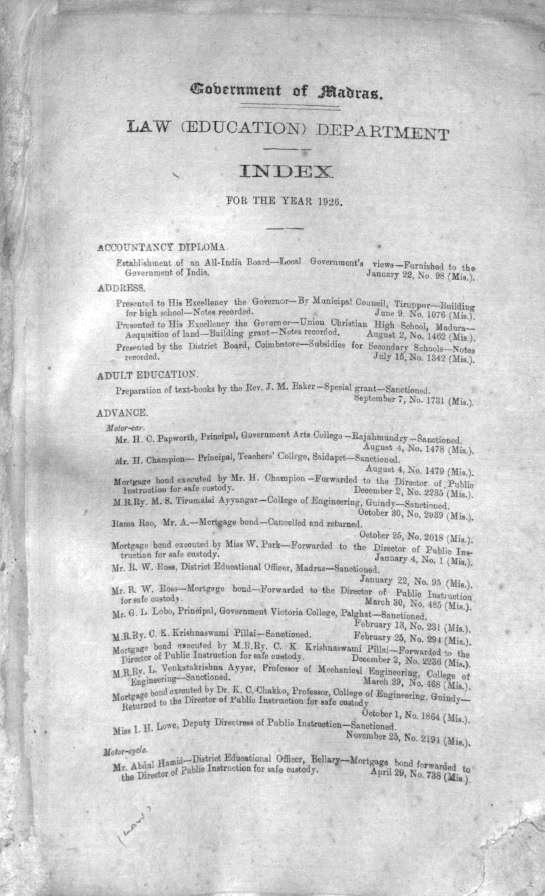 Government of Madras.
LAW (EDUCATION) DEPARTMENT
INDEX
FOR THE YEAR 1926.
ACCOUNTANCY DIPLOMA.
Establishment of an All-India Board—Local Government's views—Furnished to the
Government of India. January 22, No. 98 (Mis.).
ADDRESS.
Presented to His Excellency the Governor—By Municipal Council, Tiruppur—Building
for high school—Notes recorded. June 9. No. 1076 (Mis.).
Presented to His Excellency the Governor—Union Christian High School, Madura—
Acquisition of land—Building grant—Notes recorded. August 2, No. 1462 (Mis.).
Presented by the District Board, Coimbatore—Subsidies for Secondary Schools—Notes
recorded. July 15, No. 1342 (Mis.).
ADULT EDUCATION.
Preparation of text-books by the Rev. J. M. Baker—Special grant—Sanctioned.
September 7, No. 1731 (Mis.).
ADVANCE.
Motor-car.
Mr. H. C. Papworth, Principal, Government Arts College—Rajahmundry—Sanctioned.
August 4, No. 1478 (Mis.).
Mr. H. Champion—Principal, Teachers' College, Saidapet—Sanctioned.
August 4, No. 1479 (Mis.).
Mortgage bond executed by Mr. H. Champion—Forwarded to the Director of Public
Instruction for safe custody. December 2, No. 2235 (Mis.).
M.R.Ry. M. S. Tirumalai Ayyangar—College of Engineering, Guindy—Sanctioned.
October 30, No. 2039 (Mis.).
Rama Rao, Mr. A.—Mortgage bond—Cancelled and returned.
October 25, No. 2018 (Mis.).
Mortgage bond executed by Miss W. Park—Forwarded to the Director of Public Ins-
truction for safe custody. January 4, No. 1 (Mis.).
Mr. R. W. Ross, District Educational Officer, Madras—Sanctioned.
January 22, No. 95 (Mis.).
Mr. R. W. Ross—Mortgage bond—Forwarded to the Director of Public Instruction
for safe custody. March 30, No. 485 (Mis.).
Mr. G. L. Lobo, Principal, Government Victoria College, Palghat—Sanctioned.
February 13, No. 231 (Mis.).
M.R.Ry. C. K. Krishnaswami Pillai—Sanctioned. February 25, No. 294 (Mis.).
Mortgage bond executed by M.R.Ry. C. K. Krishnaswami Pillai—Forwarded to the
Director of Public Instruction for safe custody. December 2, No. 2236 (Mis.).
M.R.Ry. L. Venkatakrishna Ayyar, Professor of Mechanical Engineering, College of
Engineering—Sanctioned. March 29, No. 468 (Mis.).
Mortgage bond executed by Dr. K. C. Chakko, Professor, College of Engineering, Guindy—
Returned to the Director of Public Instruction for safe custody
October 1, No. 1864 (Mis.).
Miss I. H. Lowe, Deputy Directress of Public Instruction—Sanctioned.
November 25, No. 2191 (Mis.).
Motor-cycle.
Mr. Abdul Hamid—District Educational Officer, Bellary—Mortgage bond forwarded to
the Director of Public Instruction for safe custody. April 29, No. 738 (Mis.).